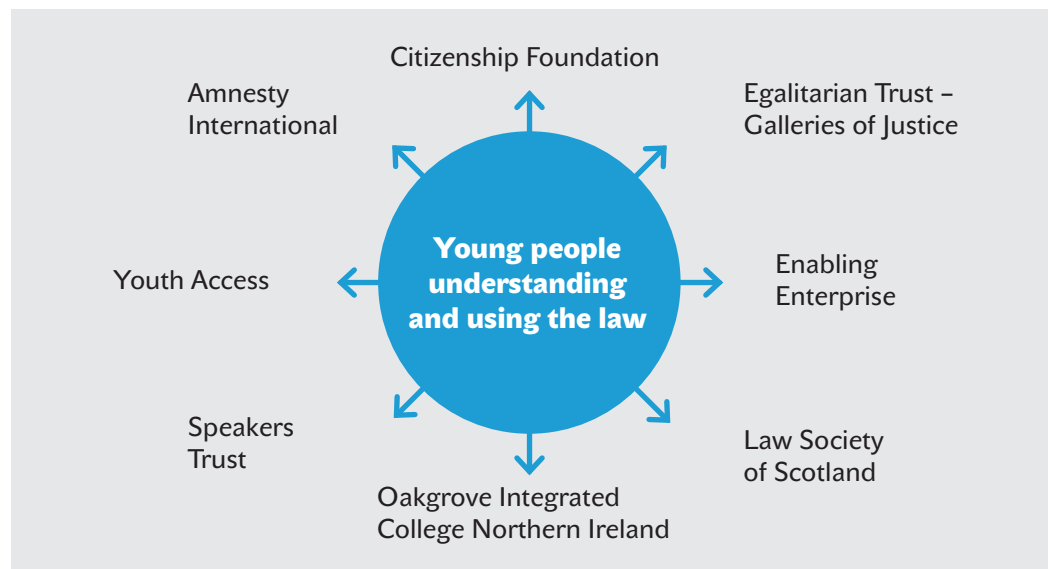 Citizenship Foundation
Amnesty
International
Egalitarian Trust –
Galleries of Justice
Young people
understanding
and using the law
Youth Access
Enabling
Enterprise
Speakers
Trust
Law Society
of Scotland
Oakgrove Integrated
College Northern Ireland